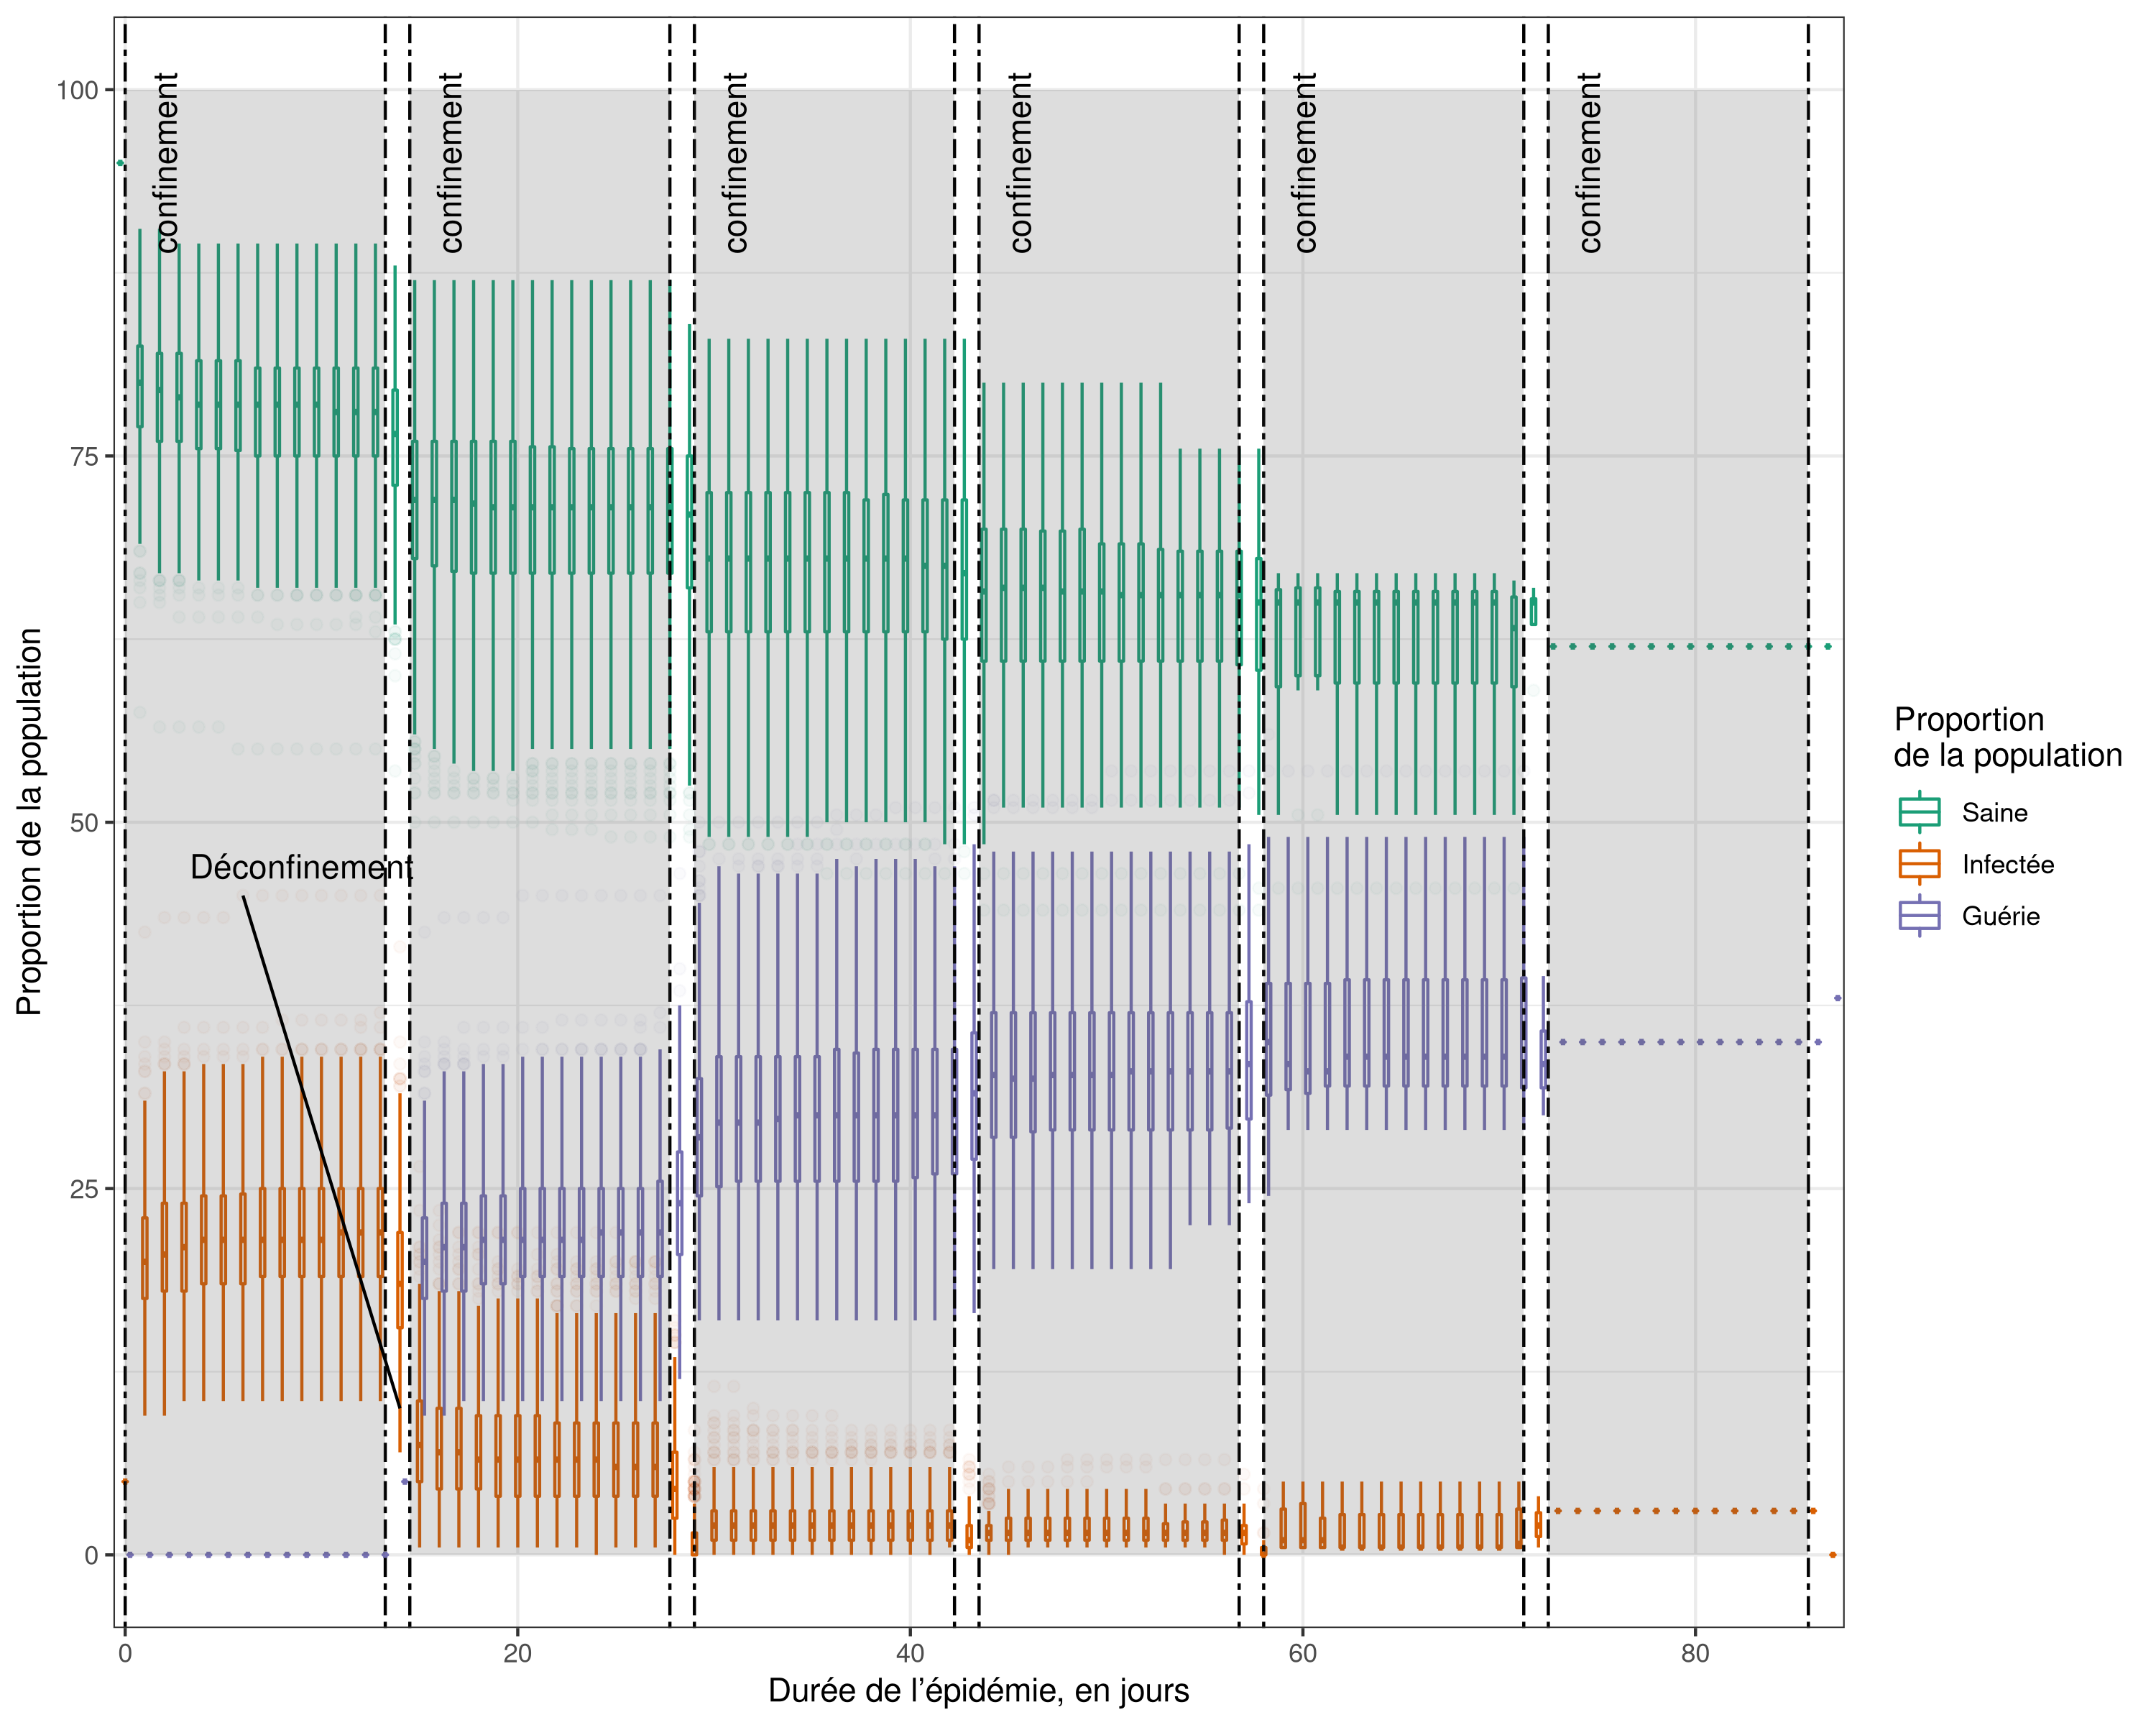 confinement
confinement
confinement
confinement
confinement
confinement
100
75
50
25
0
Proportion de la population
Déconfinement
0
20
40
60
80
Durée de l’épidémie, en jours
Proportion
de la population
Saine
Infectée
Guérie